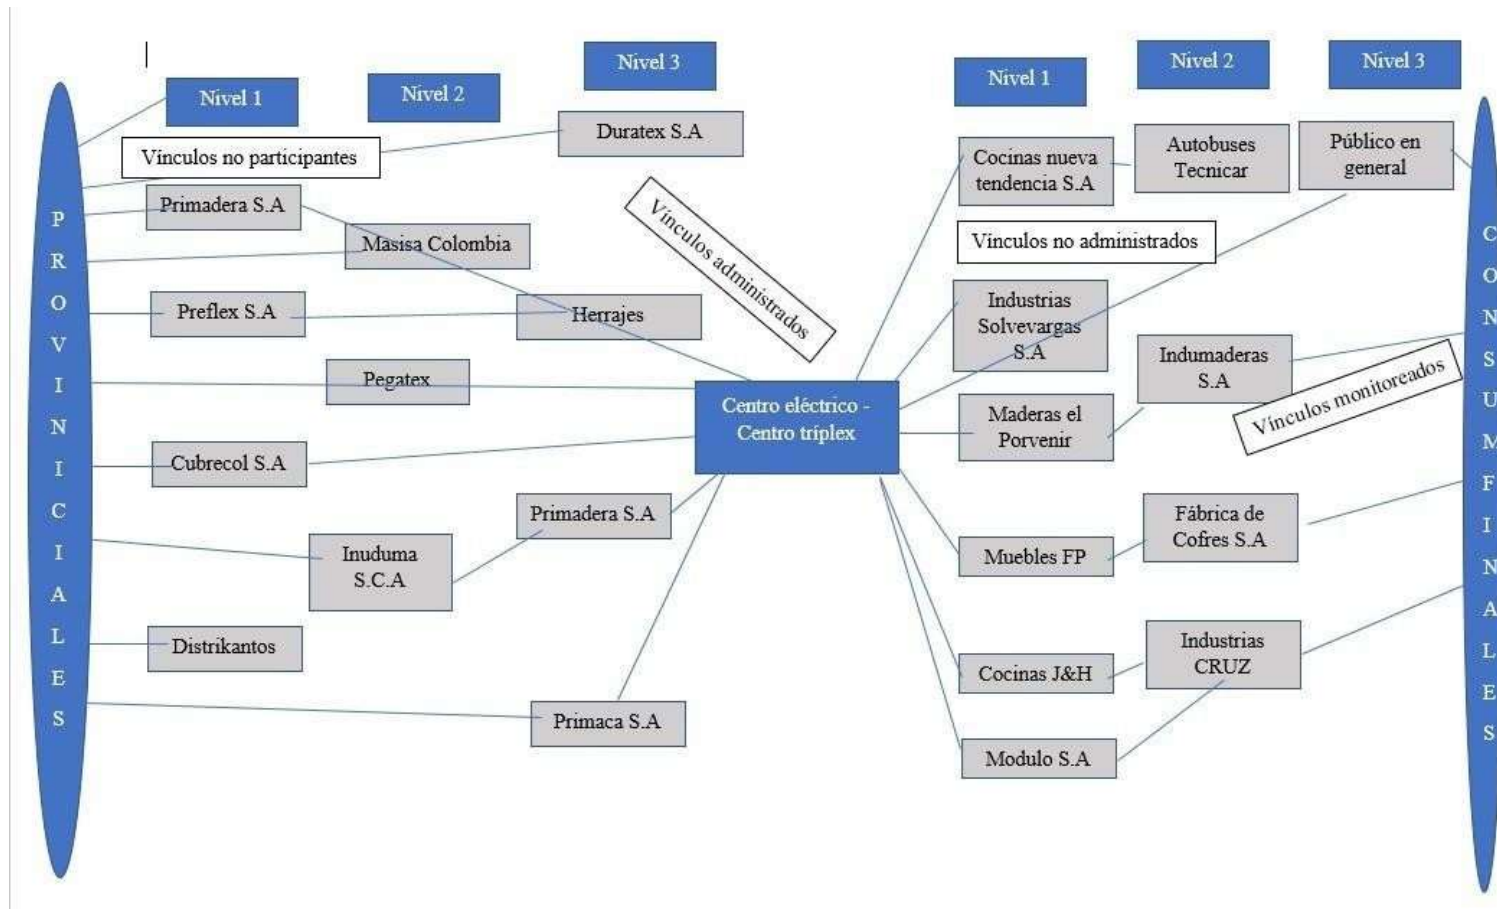 Nivel 1
Nivel 2
Nivel 3
Nivel 1
Nivel 2
Nivel 3
PROVINICIALES
Vínculos no participantes
Duratex S.A
Primadera S.A
Masisa Colombia
Preflex S.A
Herrajes
Pegatex
Cubrecol S.A
Primadera S.A
Inuduma
S.C.A
Distrikantos
Primaca S.A
Vínculos administrados
Centro eléctrico -
Centro tríplex
Cocinas nueva
tendencia S.A
Autobuses
Tecnicar
Público en
general
Vínculos no administrados
Industrias
Solvevargas
S.A
Indumaderas
S.A
Vínculos monitoreados
Maderas el
Porvenir
Fábrica de
Cofres S.A
Muebles FP
Industrias
CRUZ
Cocinas J&H
Modulo S.A
CONSUMFINALES